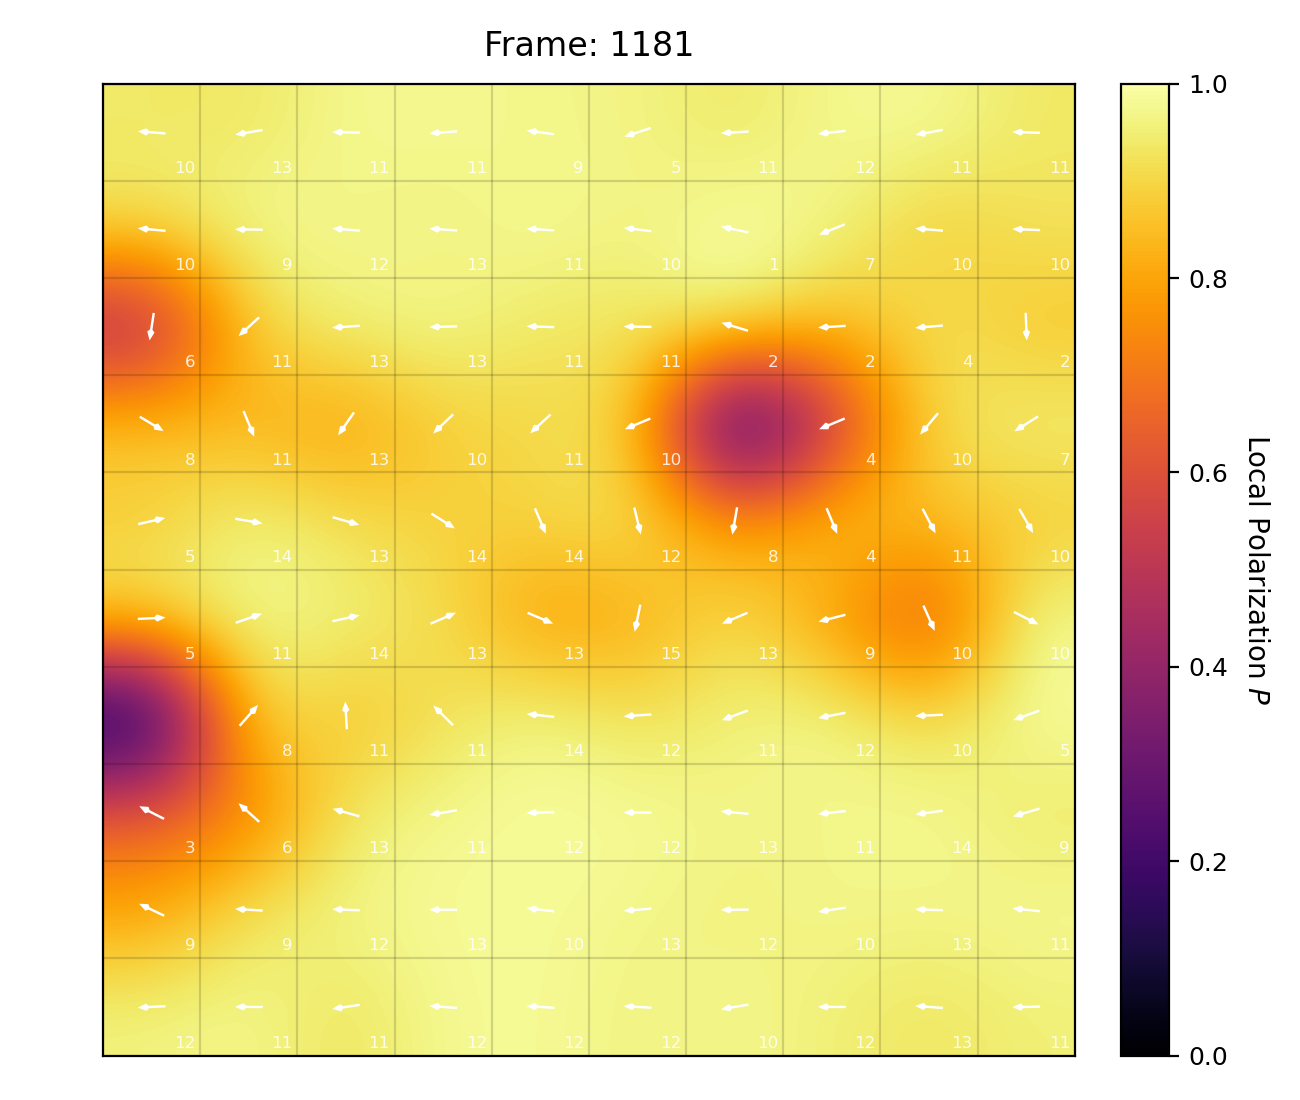 Frame: 1181
10 13 11 11 9 5 11 12 11 11
10 9 12 13 11 10 1 7 10 10
6 11 13 13 11 11 2 2 4 2
8 11 13 10 11 10 4 10 7
5 14 13 14 14 12 8 4 11 10
5 11 14 13 13 15 13 9 10 10
8 11 11 14 12 11 12 10 5
3 6 13 11 12 12 13 11 14 9
9 9 12 13 10 13 12 10 13 11
12 11 11 12 12 12 10 12 13 11
1.0
0.8
0.6
0.4
0.2
0.0
Local Polarization P